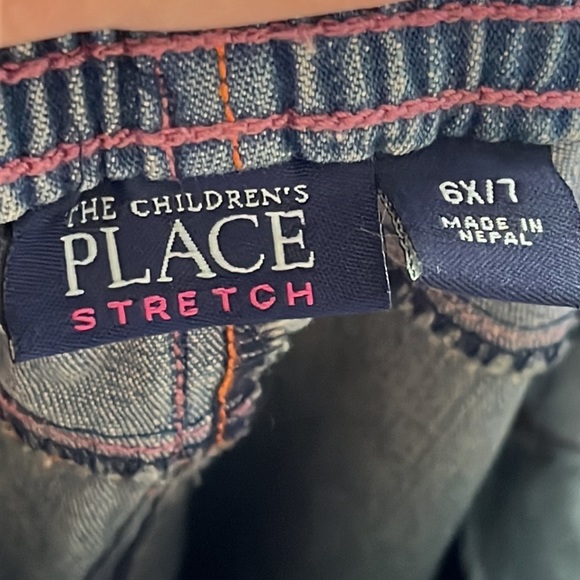 THE CHILDREN'S
PLACE
STRETCH
6X/7
MADE IN
NEPAL